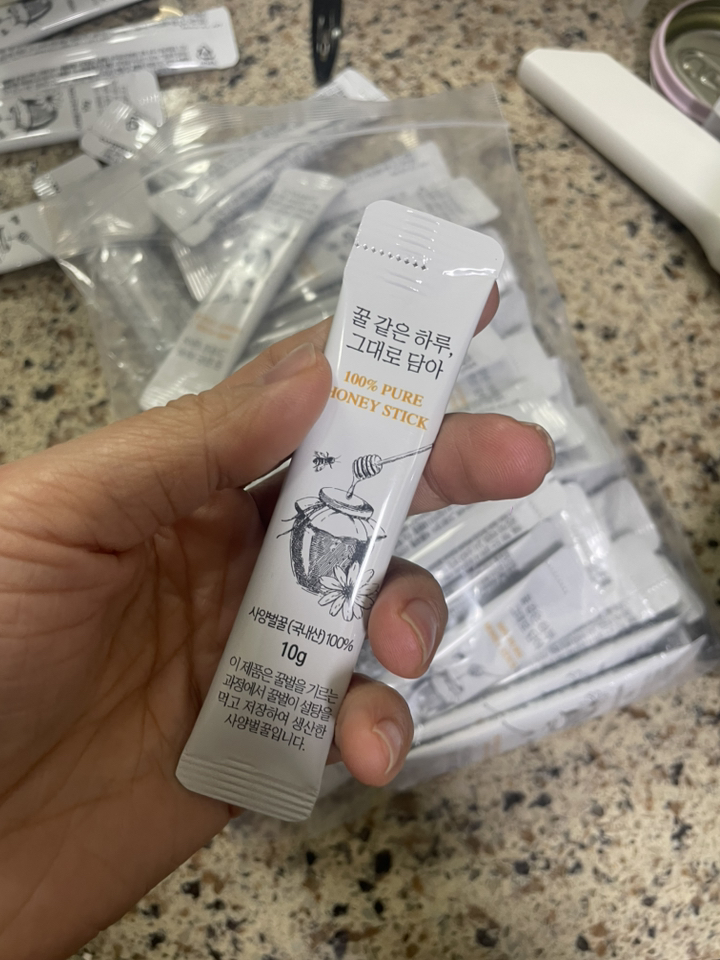 꿀 같은 하루,
그대로 담아
100% PURE
HONEY STICK
사양벌꿀(국내산)100%
10g
이 제품은 꿀벌을 기르는
과정에서 꿀벌이 설탕을
먹고 저장하여 생산한
사양벌꿀입니다.